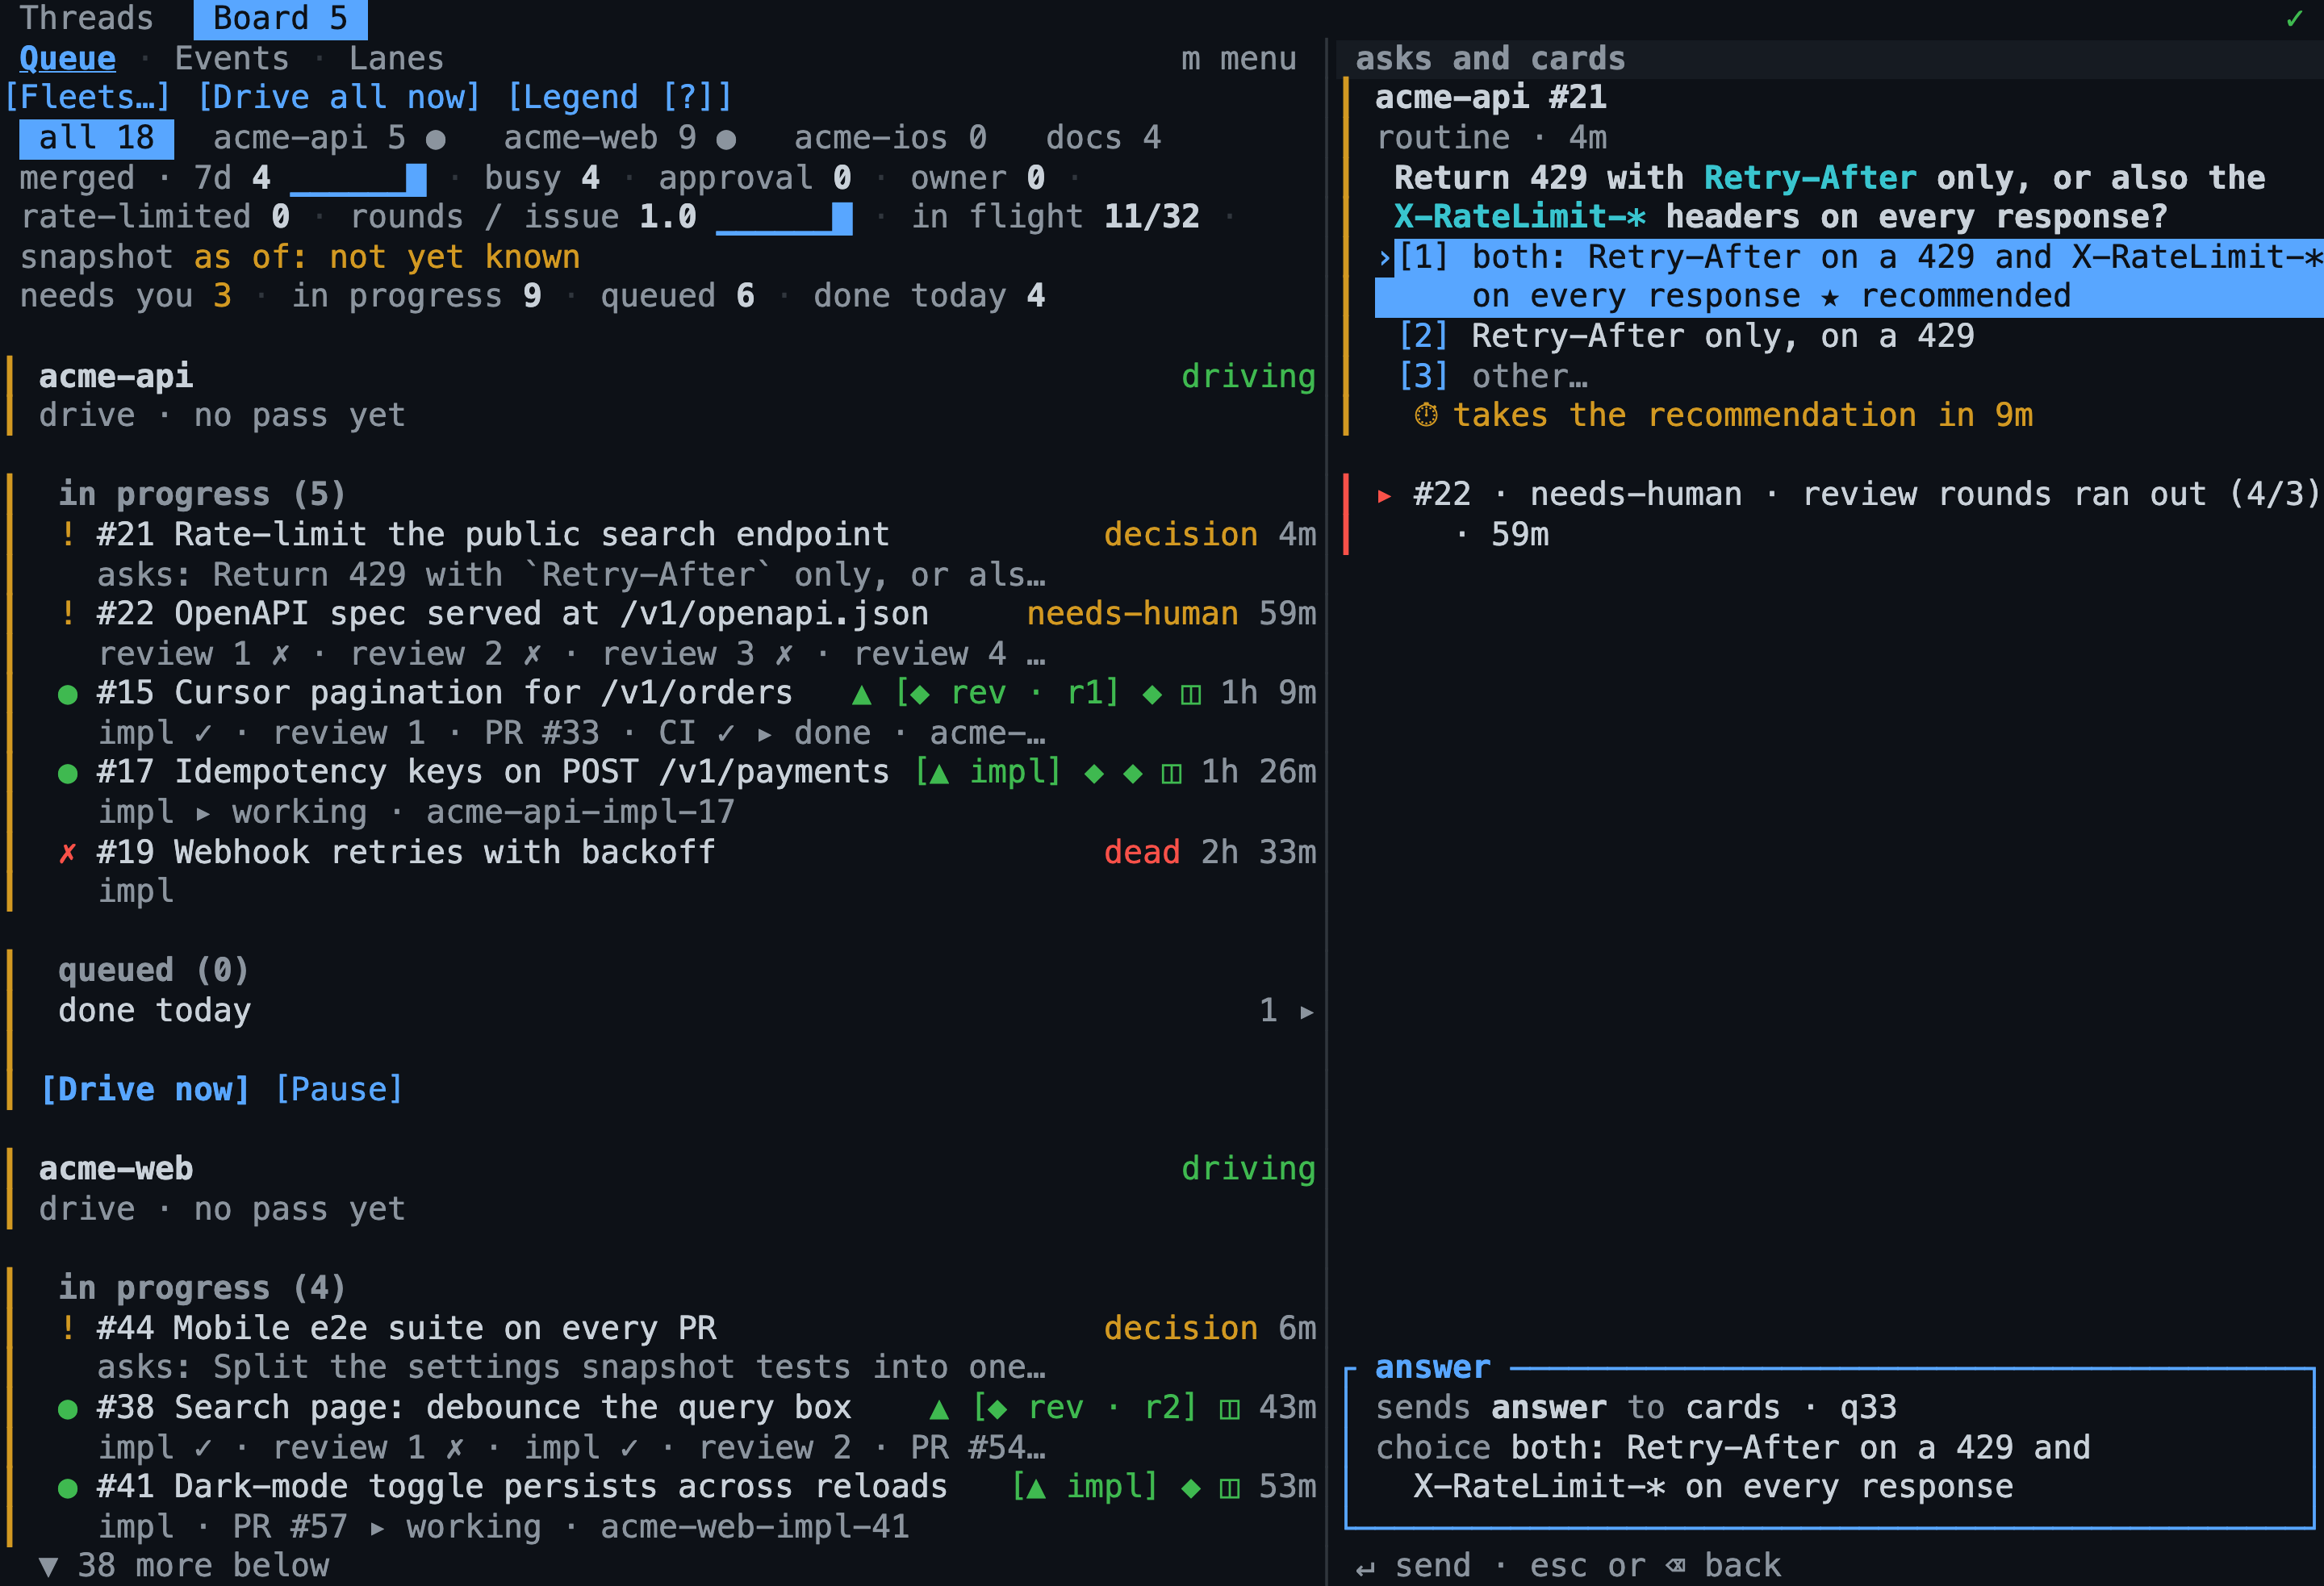 Threads Board 5 ✓
Queue · Events · Lanes m menu
[Fleets…] [Drive all now] [Legend [?]]
all 18 acme-api 5 ● acme-web 9 ● acme-ios 0 docs 4
merged · 7d 4 · busy 4 · approval 0 · owner 0 ·
rate-limited 0 · rounds / issue 1.0 · in flight 11/32 ·
snapshot as of: not yet known
needs you 3 · in progress 9 · queued 6 · done today 4
acme-api driving
drive · no pass yet
in progress (5)
! #21 Rate-limit the public search endpoint decision 4m
asks: Return 429 with `Retry-After` only, or als…
! #22 OpenAPI spec served at /v1/openapi.json needs-human 59m
review 1 ✗ · review 2 ✗ · review 3 ✗ · review 4 …
● #15 Cursor pagination for /v1/orders ▲ [◆ rev · r1] ◆ ◫ 1h 9m
impl ✓ · review 1 · PR #33 · CI ✓ ▸ done · acme-…
● #17 Idempotency keys on POST /v1/payments [▲ impl] ◆ ◆ ◫ 1h 26m
impl ▸ working · acme-api-impl-17
✗ #19 Webhook retries with backoff dead 2h 33m
impl
queued (0)
done today 1 ▸
[Drive now] [Pause]
acme-web driving
drive · no pass yet
in progress (4)
! #44 Mobile e2e suite on every PR decision 6m
asks: Split the settings snapshot tests into one…
● #38 Search page: debounce the query box ▲ [◆ rev · r2] ◫ 43m
impl ✓ · review 1 ✗ · impl ✓ · review 2 · PR #54…
● #41 Dark-mode toggle persists across reloads [▲ impl] ◆ ◫ 53m
impl · PR #57 ▸ working · acme-web-impl-41
▼ 38 more below
asks and cards
acme-api #21
routine · 4m
Return 429 with Retry-After only, or also the
X-RateLimit-* headers on every response?
›[1] both: Retry-After on a 429 and X-RateLimit-*
on every response ★ recommended
[2] Retry-After only, on a 429
[3] other…
⏱ takes the recommendation in 9m
▸ #22 · needs-human · review rounds ran out (4/3)
· 59m
answer
sends answer to cards · q33
choice both: Retry-After on a 429 and
X-RateLimit-* on every response
↵ send · esc or ⌫ back